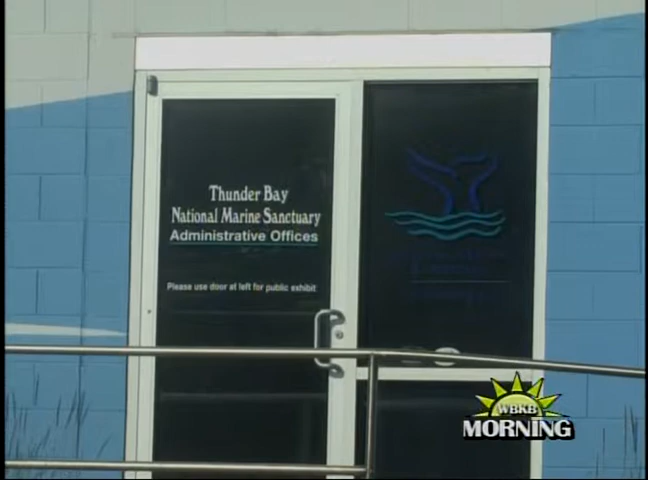 Thunder Bay
National Marine Sanctuary
Administrative Offices
Please use door at left for public exhibit
WBKB
MORNING